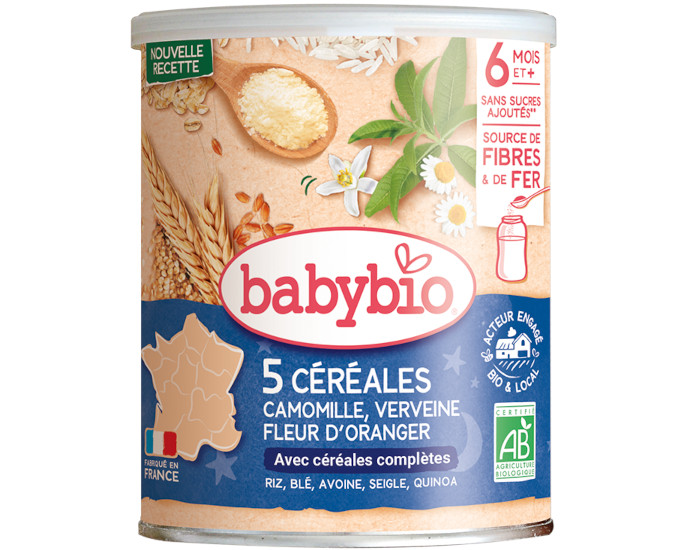 NOUVELLE
RECETTE
6 MOIS
ET +
SANS SUCRES
AJOUTÉS**
SOURCE DE
FIBRES
& DE FER
babybio
ACTEUR ENGAGÉ
BIO & LOCAL
5 CÉRÉALES
CAMOMILLE, VERVEINE
FLEUR D'ORANGER
Avec céréales complètes
RIZ, BLÉ, AVOINE, SEIGLE, QUINOA
FABRIQUÉ EN
FRANCE
CERTIFIÉ
AB
AGRICULTURE
BIOLOGIQUE